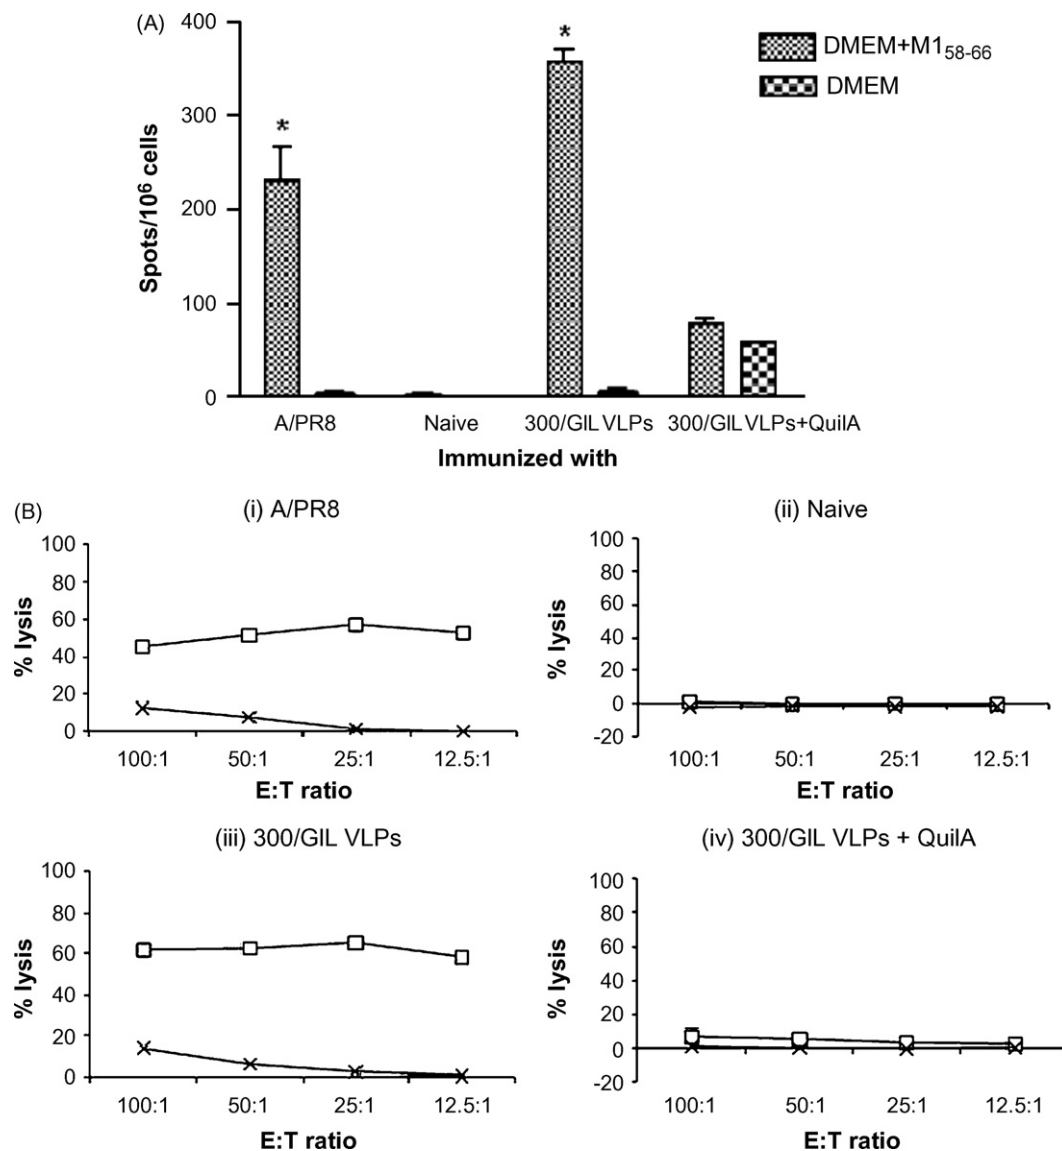 (A)
400
300
200
100
0
Spots/10⁶ cells
*
*
DMEM+M1₅₈₋₆₆
DMEM
A/PR8 Naive 300/GIL VLPs 300/GIL VLPs+QuilA
Immunized with
(B)
(i) A/PR8
100
80
60
40
20
0
% lysis
100:1 50:1 25:1 12.5:1
E:T ratio
(ii) Naive
100
80
60
40
20
0
-20
% lysis
100:1 50:1 25:1 12.5:1
E:T ratio
(iii) 300/GIL VLPs
100
80
60
40
20
0
% lysis
100:1 50:1 25:1 12.5:1
E:T ratio
(iv) 300/GIL VLPs + QuilA
100
80
60
40
20
0
-20
% lysis
100:1 50:1 25:1 12.5:1
E:T ratio